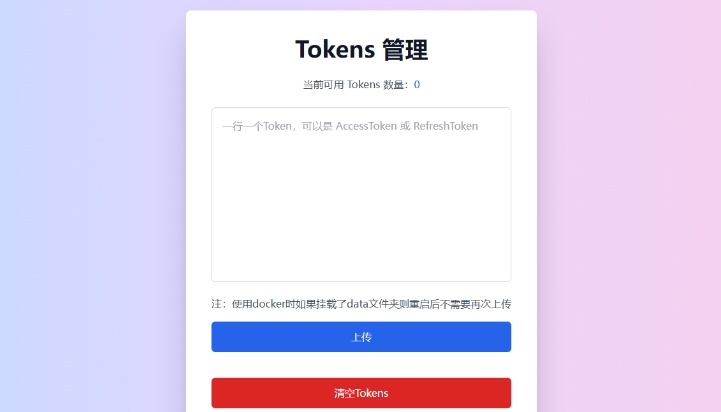 Tokens 管理
当前可用 Tokens 数量：0
一行一个Token，可以是 AccessToken 或 RefreshToken
注：使用docker时如果挂载了data文件夹则重启后不需要再次上传
上传
清空Tokens